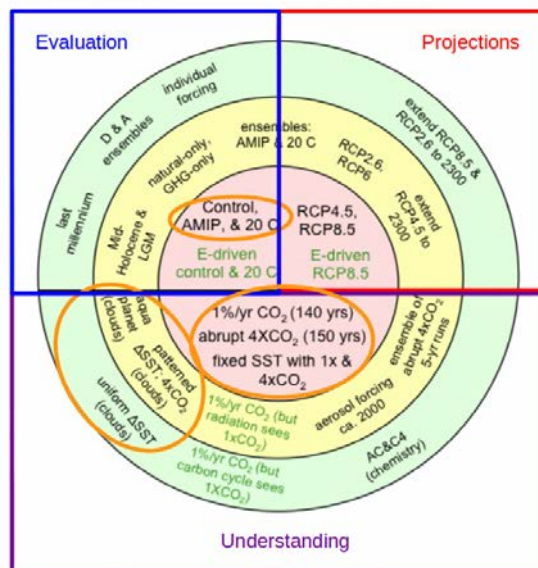 Evaluation
Projections
individual
forcing
D & A
ensembles
last
millennium
extend RCP8.5 &
RCP2.6 to 2300
ensembles:
AMIP & 20 C
natural-only,
GHG-only
Mid-
Holocene &
LGM
RCP2.6,
RCP6
extend
RCP4.5 to
2300
Control,
AMIP, & 20 C
RCP4.5,
RCP8.5
E-driven
control & 20 C
E-driven
RCP8.5
1%/yr CO₂ (140 yrs)
abrupt 4XCO₂ (150 yrs)
fixed SST with 1x &
4xCO₂
aqua
planet
(clouds)
patterned
ΔSST; 4xCO₂
(clouds)
uniform ΔSST
(clouds)
1%/yr CO₂ (but
radiation sees
1xCO₂)
1%/yr CO₂ (but
carbon cycle sees
1XCO₂)
aerosol forcing
ca. 2000
ensemble of
abrupt 4xCO₂
5-yr runs
AC&C4
(chemistry)
Understanding